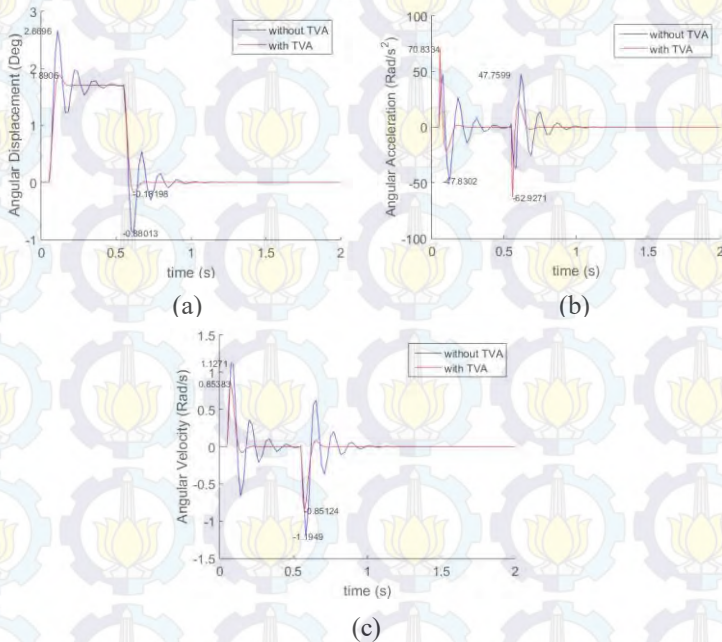 3
2
1
0
-1
2.6696
1.8906
-0.18198
-0.88013
without TVA
with TVA
Angular Displacement (Deg)
0
0.5
1
1.5
2
time (s)
(a)
100
50
0
-50
-100
70.8334
47.7599
-47.8302
-62.9271
without TVA
with TVA
Angular Acceleration (Rad/s²)
0
0.5
1
1.5
2
time (s)
(b)
1.5
1
0.5
0
-0.5
-1
-1.5
1.1271
0.85383
-0.85124
-1.1949
without TVA
with TVA
Angular Velocity (Rad/s)
0
0.5
1
1.5
2
time (s)
(c)